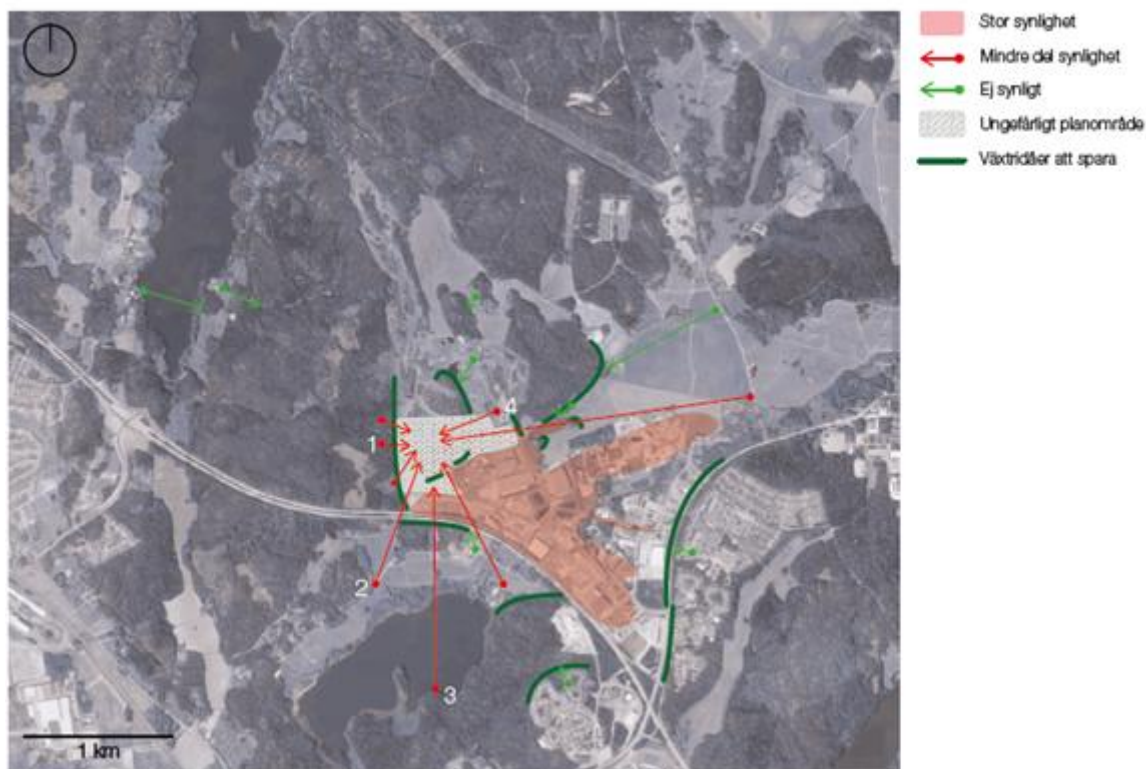 Stor synlighet
Mindre del synlighet
Ej synligt
Ungefärligt planområde
Växtridåer att spara
4
1
2
3
1 km